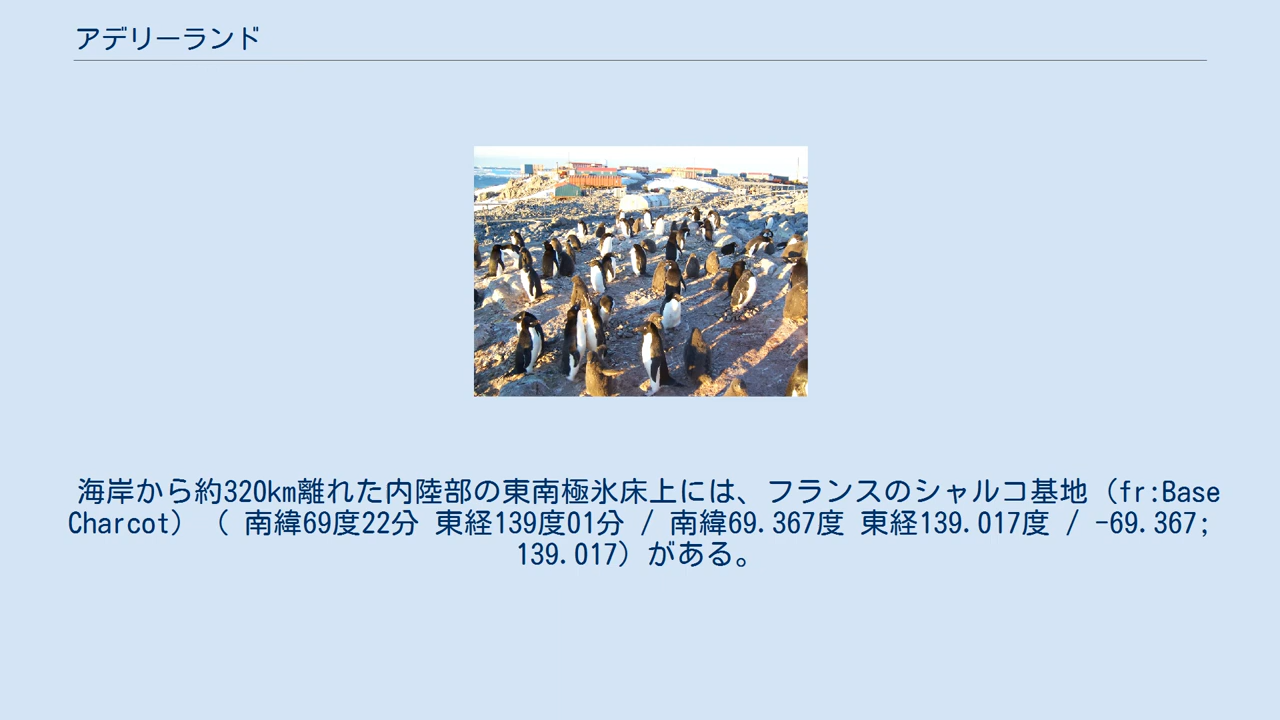 アデリーランド
海岸から約320km離れた内陸部の東南極氷床上には、フランスのシャルコ基地（fr:Base
Charcot）（ 南緯69度22分 東経139度01分 / 南緯69.367度 東経139.017度 / -69.367;
139.017）がある。